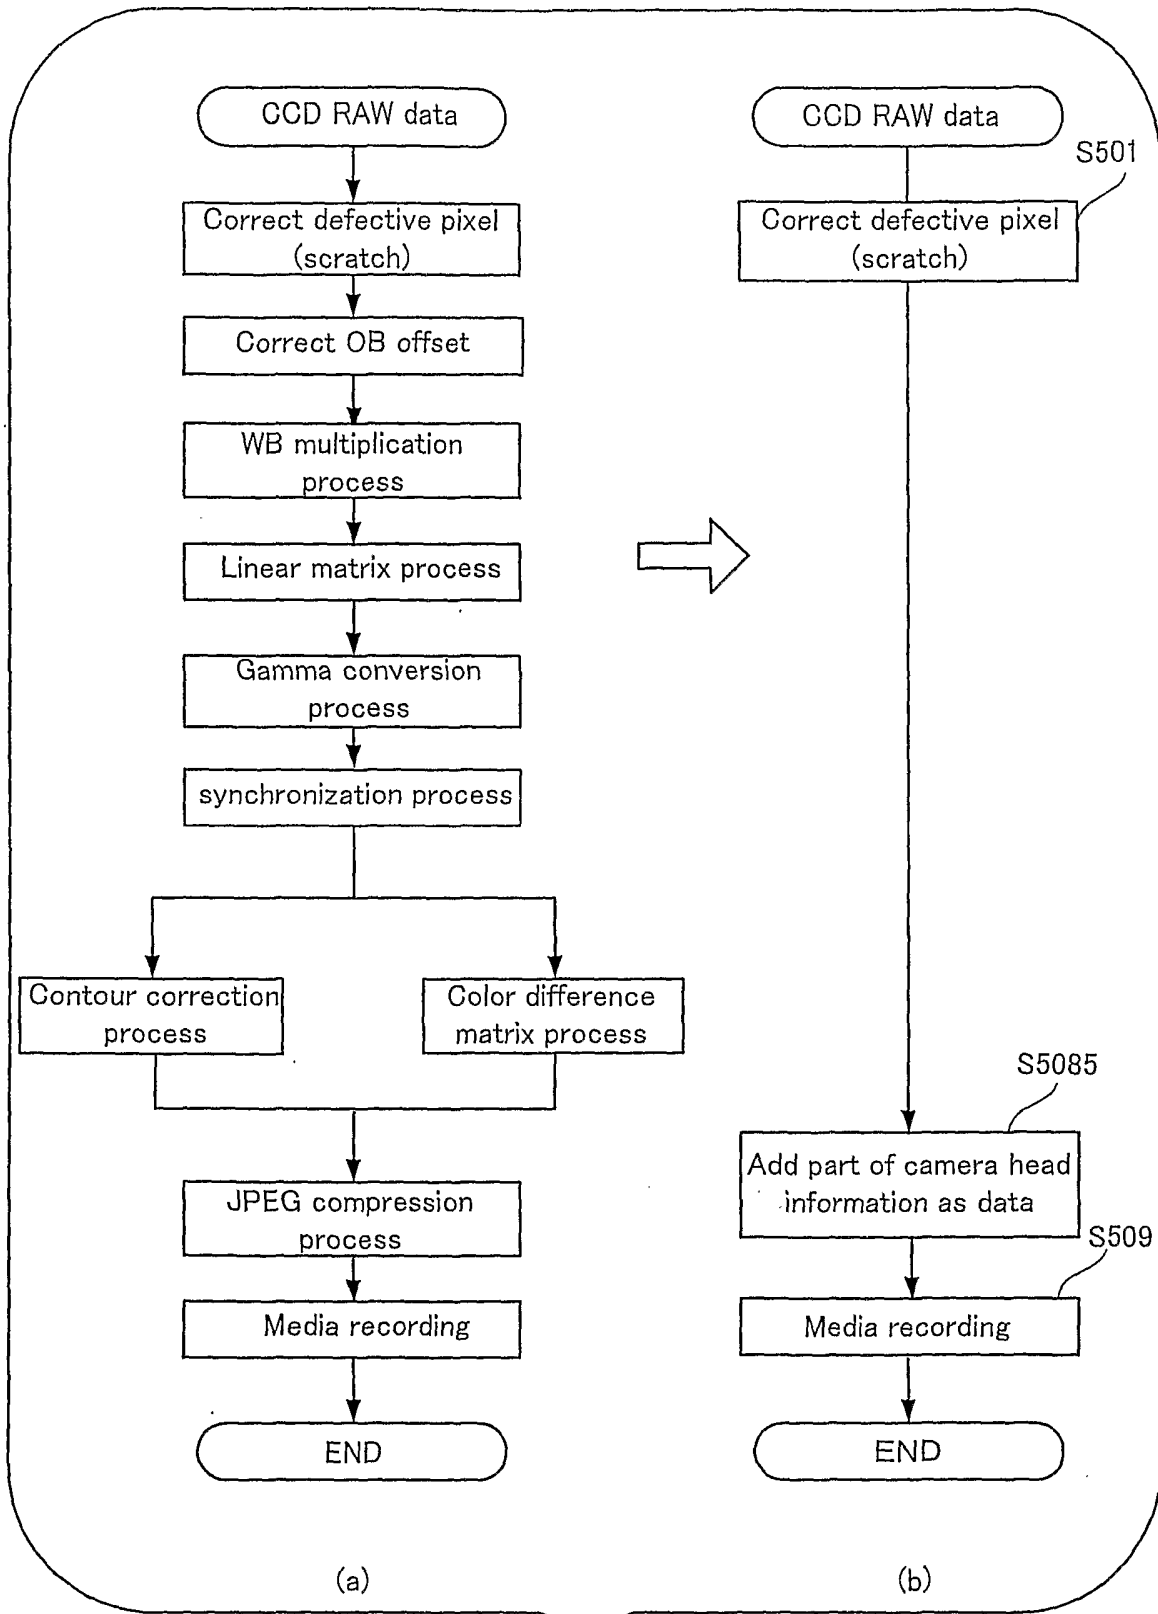 CCD RAW data
Correct defective pixel
(scratch)
Correct OB offset
WB multiplication
process
Linear matrix process
Gamma conversion
process
synchronization process
Contour correction
process
Color difference
matrix process
JPEG compression
process
Media recording
END
(a)
CCD RAW data
S501
Correct defective pixel
(scratch)
S5085
Add part of camera head
information as data
S509
Media recording
END
(b)